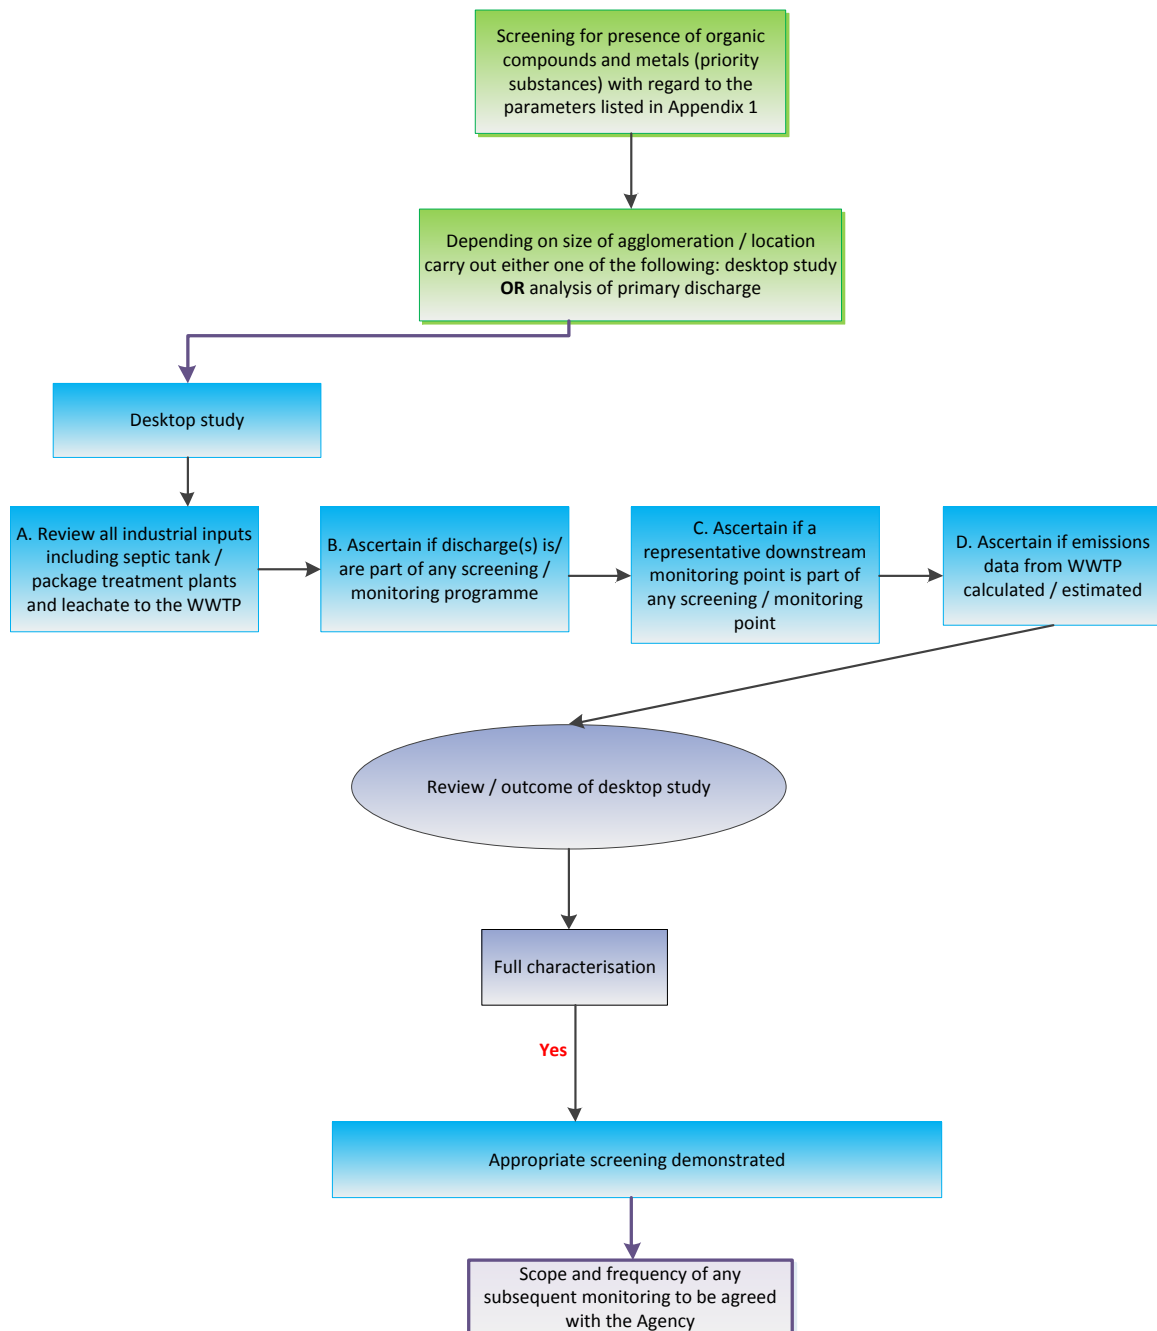 Screening for presence of organic
compounds and metals (priority
substances) with regard to the
parameters listed in Appendix 1
Depending on size of agglomeration / location
carry out either one of the following: desktop study
OR analysis of primary discharge
Desktop study
A. Review all industrial inputs
including septic tank /
package treatment plants
and leachate to the WWTP
B. Ascertain if discharge(s) is/
are part of any screening /
monitoring programme
C. Ascertain if a
representative downstream
monitoring point is part of
any screening / monitoring
point
D. Ascertain if emissions
data from WWTP
calculated / estimated
Review / outcome of desktop study
Full characterisation
Yes
Appropriate screening demonstrated
Scope and frequency of any
subsequent monitoring to be agreed
with the Agency